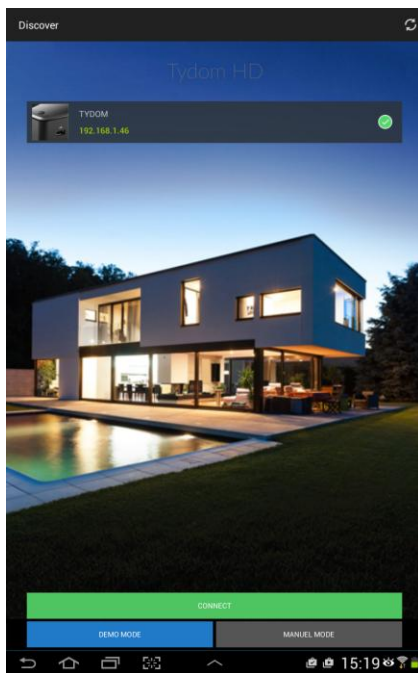 Discover
Tydom HD
TYDOM
192.168.1.46
CONNECT
DEMO MODE
MANUEL MODE
15:19